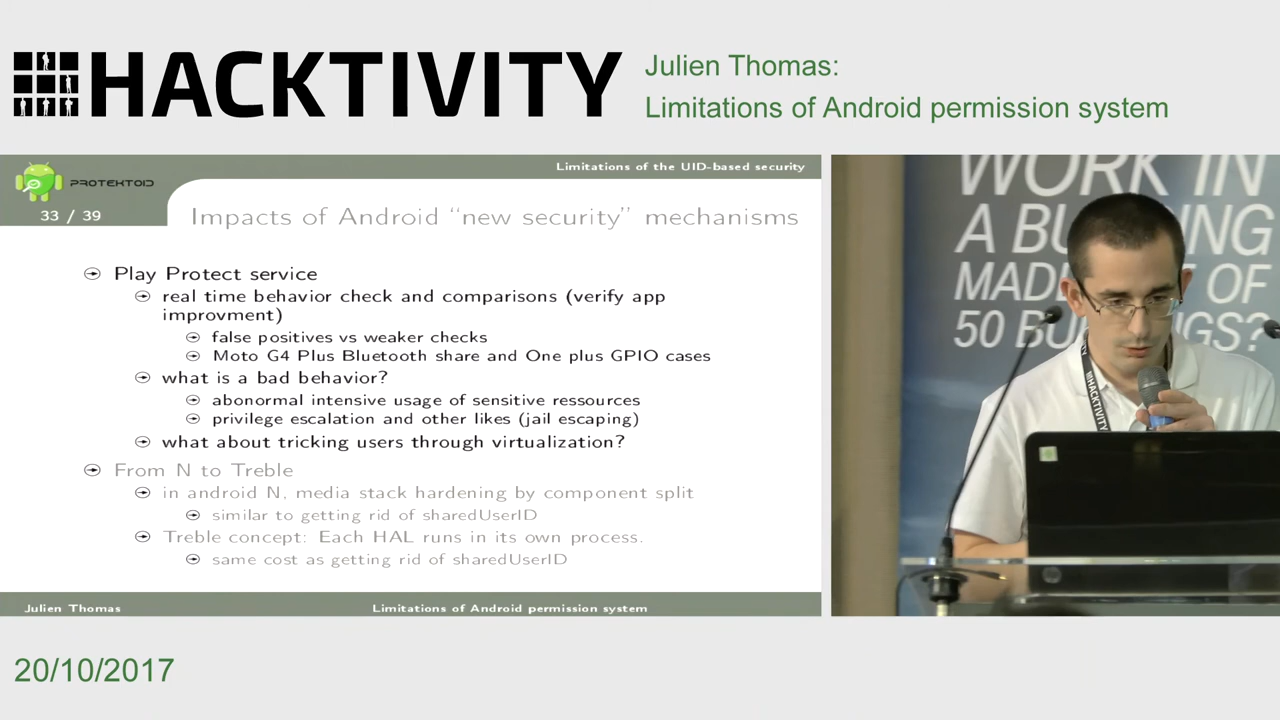 HACKTIVITY
Julien Thomas:
Limitations of Android permission system
PROTEKTOID
Limitations of the UID-based security
33 / 39
Impacts of Android “new security” mechanisms
Play Protect service
real time behavior check and comparisons (verify app
improvment)
false positives vs weaker checks
Moto G4 Plus Bluetooth share and One plus GPIO cases
what is a bad behavior?
abonormal intensive usage of sensitive ressources
privilege escalation and other likes (jail escaping)
what about tricking users through virtualization?
From N to Treble
in android N, media stack hardening by component split
similar to getting rid of sharedUserID
Treble concept: Each HAL runs in its own process.
same cost as getting rid of sharedUserID
Julien Thomas
Limitations of Android permission system
WORK IN
A BU NG
MAD OF
50 BU NGS?
HACKTIVITY
20/10/2017